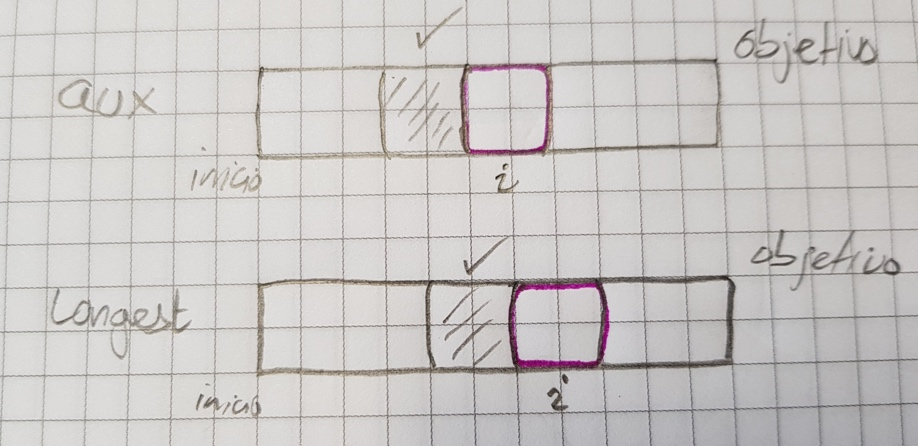 ✓
objetivo
aux
inicio
i
✓
objetivo
Longest
inicio
i